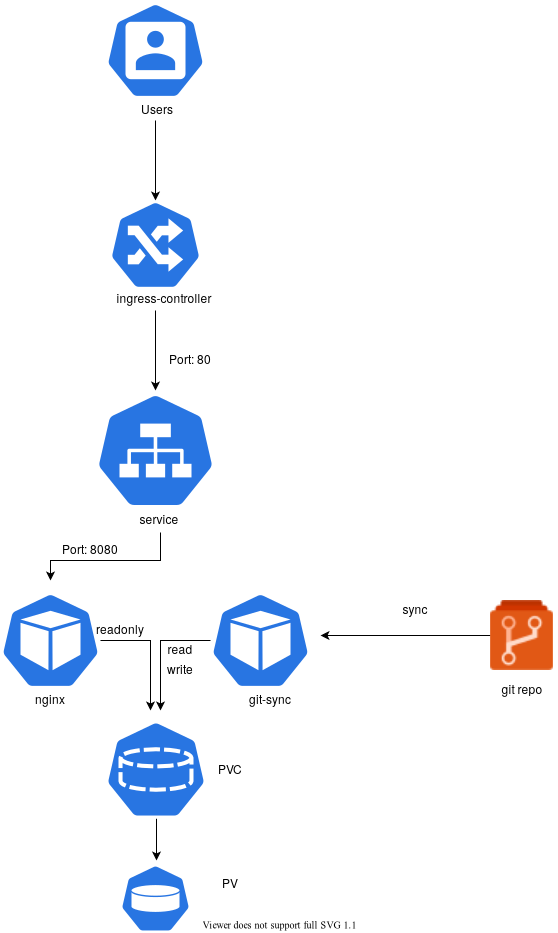 Users
ingress-controller
Port: 80
service
Port: 8080
readonly
read
write
sync
nginx
git-sync
git repo
PVC
PV
Viewer does not support full SVG 1.1